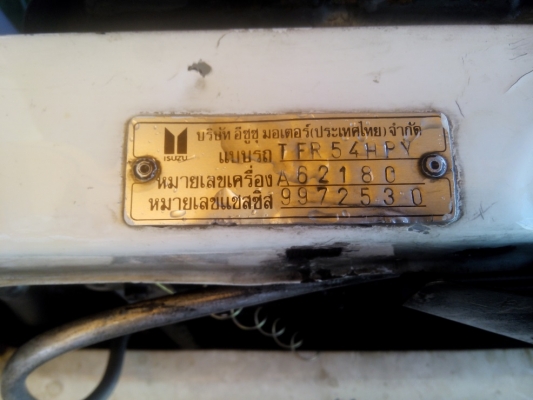 ISUZU
บริษัท อีซูซุ มอเตอร์(ประเทศไทย)จำกัด
แบบรถ TFR54HPY
หมายเลขเครื่อง A62180
หมายเลขแชสซิส 9972530